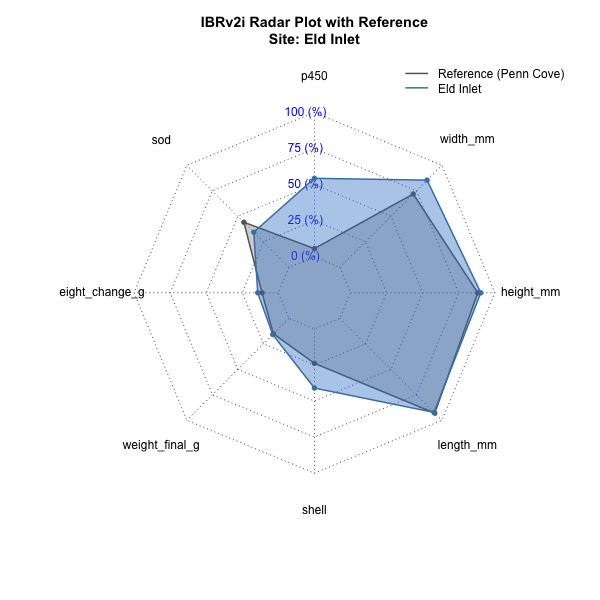 IBRv2i Radar Plot with Reference
Site: Eld Inlet
p450
Reference (Penn Cove)
Eld Inlet
100 (%)
75 (%)
50 (%)
25 (%)
0 (%)
sod
width_mm
eight_change_g
height_mm
weight_final_g
length_mm
shell